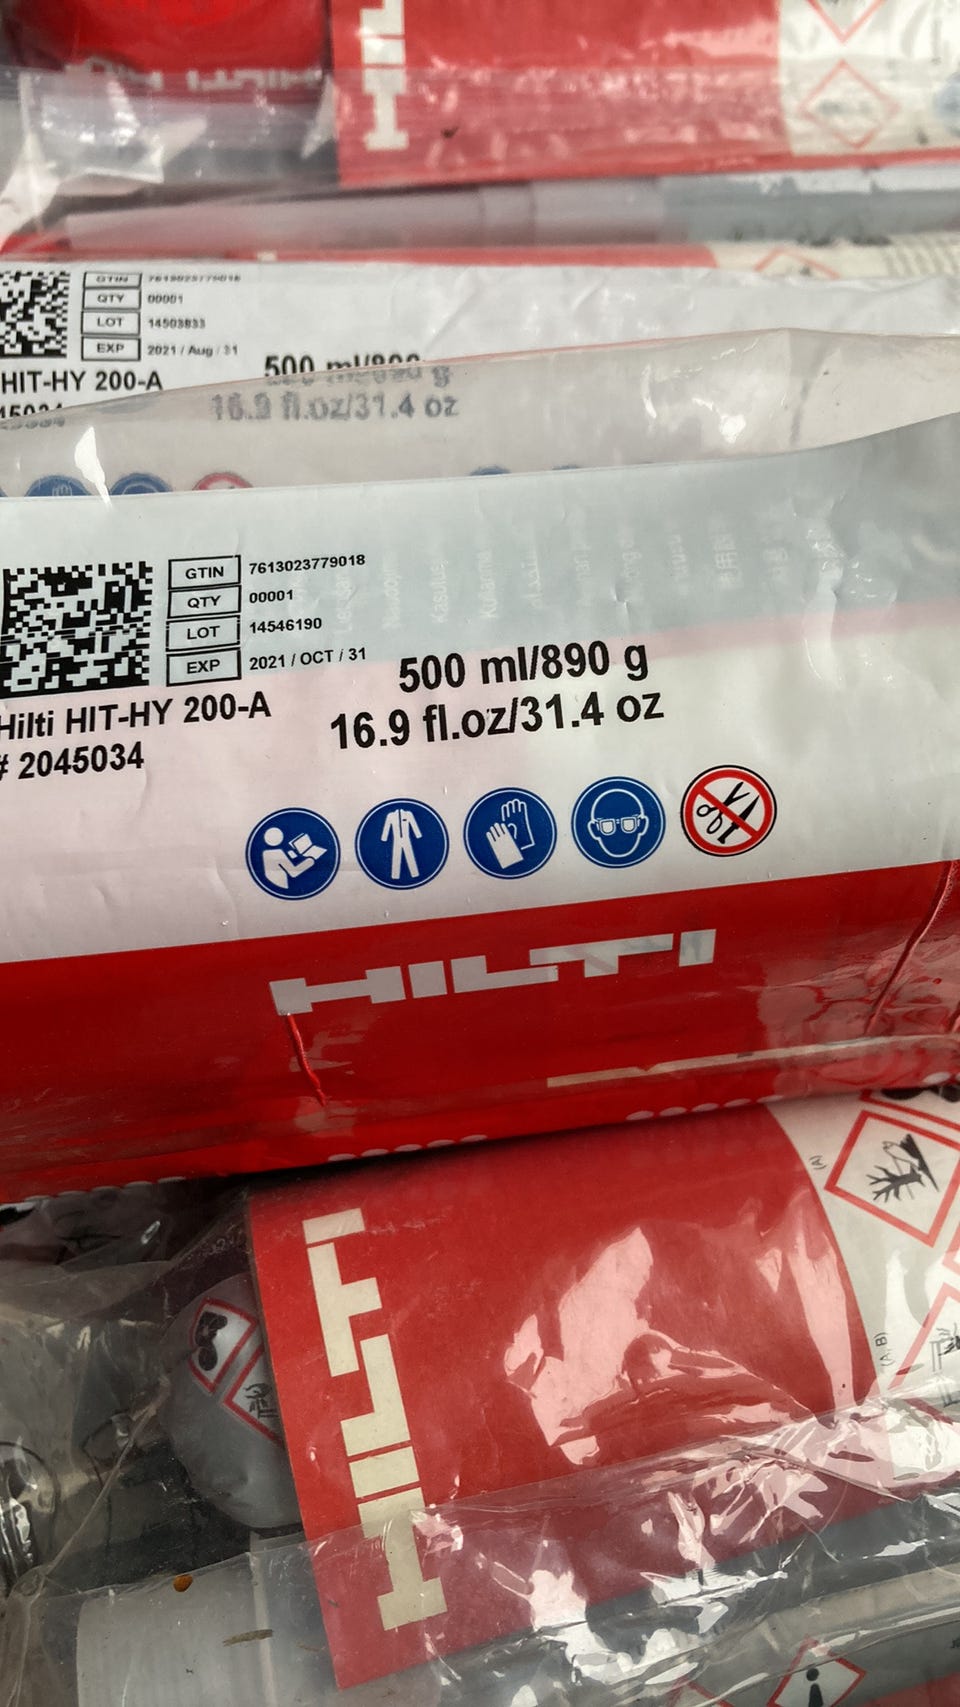 HILTI
GTIN 7613023779018
QTY 00001
LOT 14503833
EXP 2021 / Aug / 31
HIT-HY 200-A
500 ml/890 g
16.9 fl.oz/31.4 oz
GTIN 7613023779018
QTY 00001
LOT 14546190
EXP 2021 / OCT / 31
Hilti HIT-HY 200-A
# 2045034
500 ml/890 g
16.9 fl.oz/31.4 oz
HILTI
(A)
(A,B)
HILTI